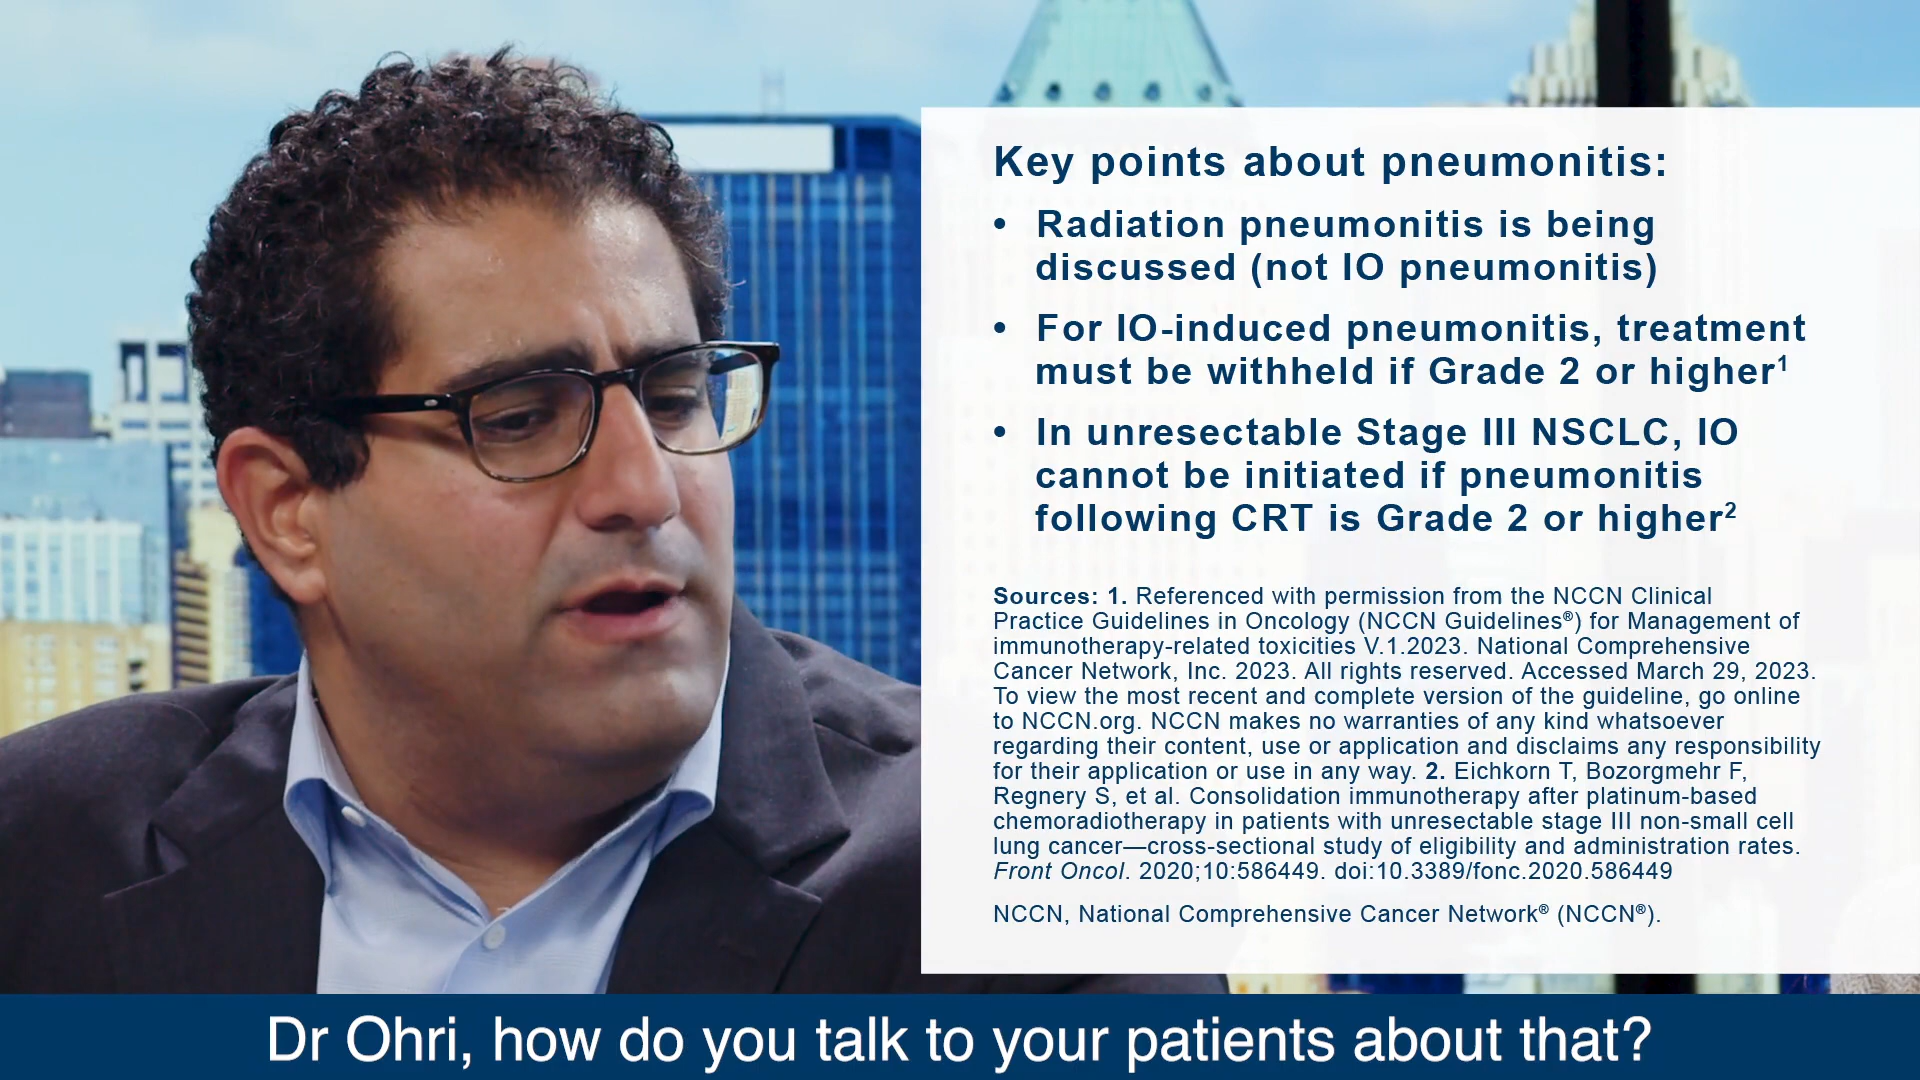 Key points about pneumonitis:
• Radiation pneumonitis is being
discussed (not IO pneumonitis)
• For IO-induced pneumonitis, treatment
must be withheld if Grade 2 or higher¹
• In unresectable Stage III NSCLC, IO
cannot be initiated if pneumonitis
following CRT is Grade 2 or higher²
Sources: 1. Referenced with permission from the NCCN Clinical
Practice Guidelines in Oncology (NCCN Guidelines®) for Management of
immunotherapy-related toxicities V.1.2023. National Comprehensive
Cancer Network, Inc. 2023. All rights reserved. Accessed March 29, 2023.
To view the most recent and complete version of the guideline, go online
to NCCN.org. NCCN makes no warranties of any kind whatsoever
regarding their content, use or application and disclaims any responsibility
for their application or use in any way. 2. Eichkorn T, Bozorgmehr F,
Regnery S, et al. Consolidation immunotherapy after platinum-based
chemoradiotherapy in patients with unresectable stage III non-small cell
lung cancer—cross-sectional study of eligibility and administration rates.
Front Oncol. 2020;10:586449. doi:10.3389/fonc.2020.586449
NCCN, National Comprehensive Cancer Network® (NCCN®).
Dr Ohri, how do you talk to your patients about that?